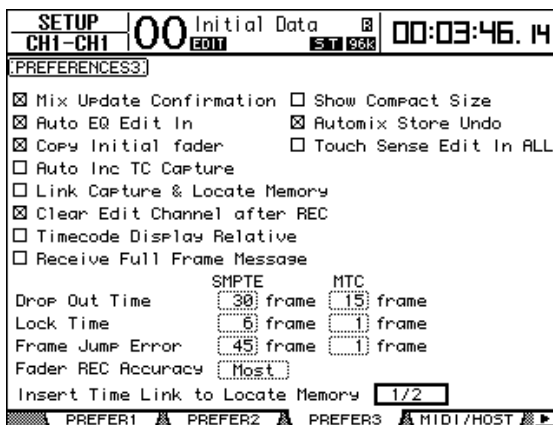 SETUP
CH1-CH1
00 Initial Data
EDIT
ST 96K
00:03:46. 14
PREFERENCES3
Mix Update Confirmation
Show Compact Size
Auto EQ Edit In
Automix Store Undo
Copy Initial fader
Touch Sense Edit In ALL
Auto Inc TC Capture
Link Capture & Locate Memory
Clear Edit Channel after REC
Timecode Display Relative
Receive Full Frame Message
SMPTE MTC
Drop Out Time 30 frame 15 frame
Lock Time 6 frame 1 frame
Frame Jump Error 45 frame 1 frame
Fader REC Accuracy Most
Insert Time Link to Locate Memory 1/2
PREFER1 PREFER2 PREFER3 MIDI/HOST